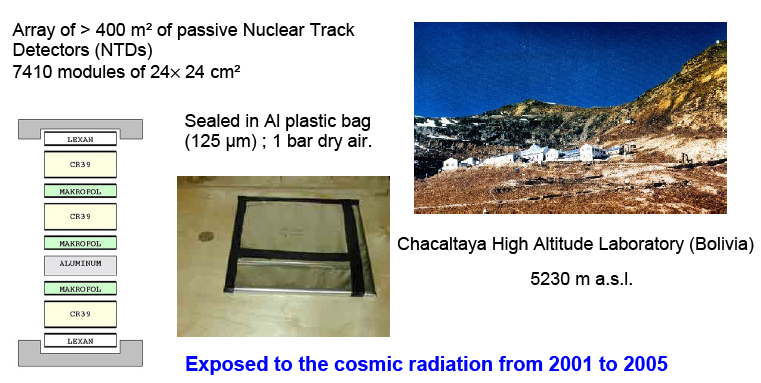 Array of > 400 m² of passive Nuclear Track
Detectors (NTDs)
7410 modules of 24× 24 cm²
Sealed in Al plastic bag
(125 µm) ; 1 bar dry air.
LEXAN
CR39
MAKROFOL
CR39
MAKROFOL
ALUMINUM
MAKROFOL
CR39
LEXAN
Chacaltaya High Altitude Laboratory (Bolivia)
5230 m a.s.l.
Exposed to the cosmic radiation from 2001 to 2005